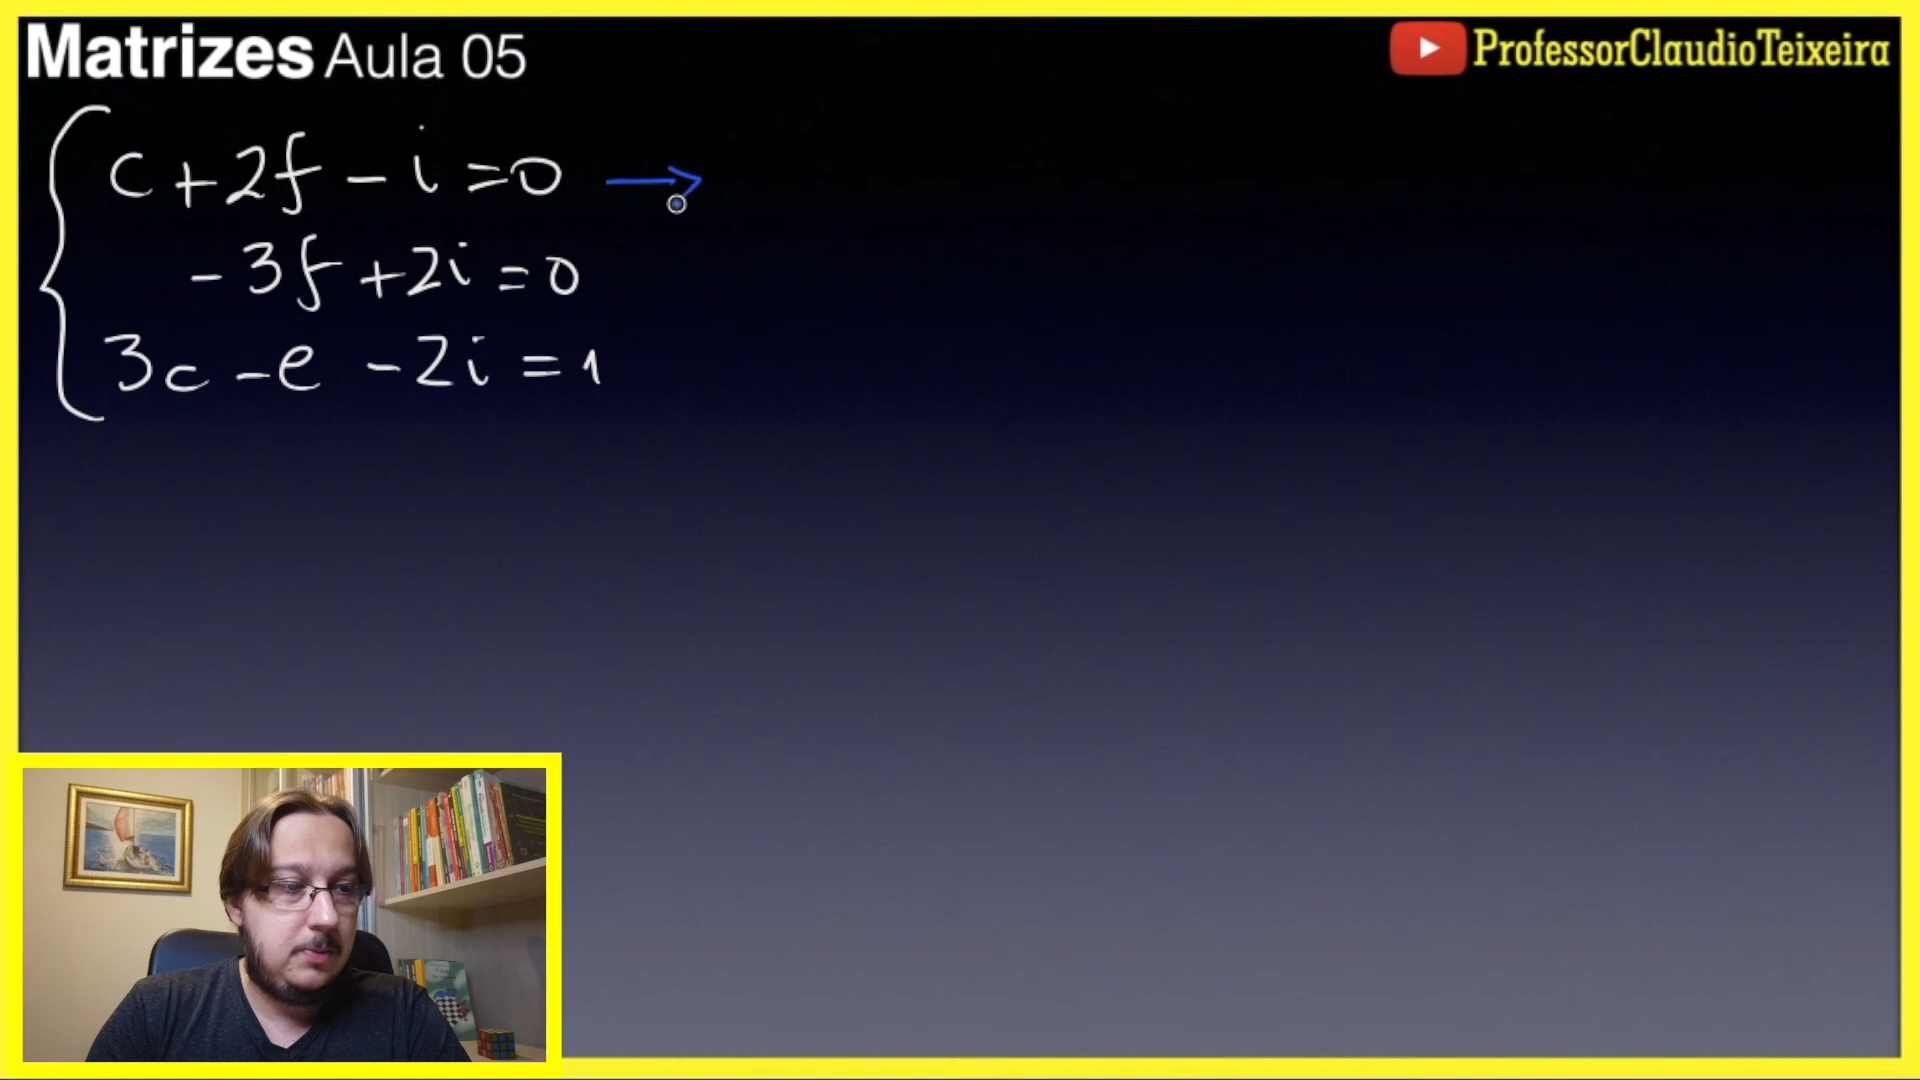 Matrizes Aula 05
ProfessorClaudioTeixeira
c + 2f - i = 0 →
- 3f + 2i = 0
3c - e - 2i = 1